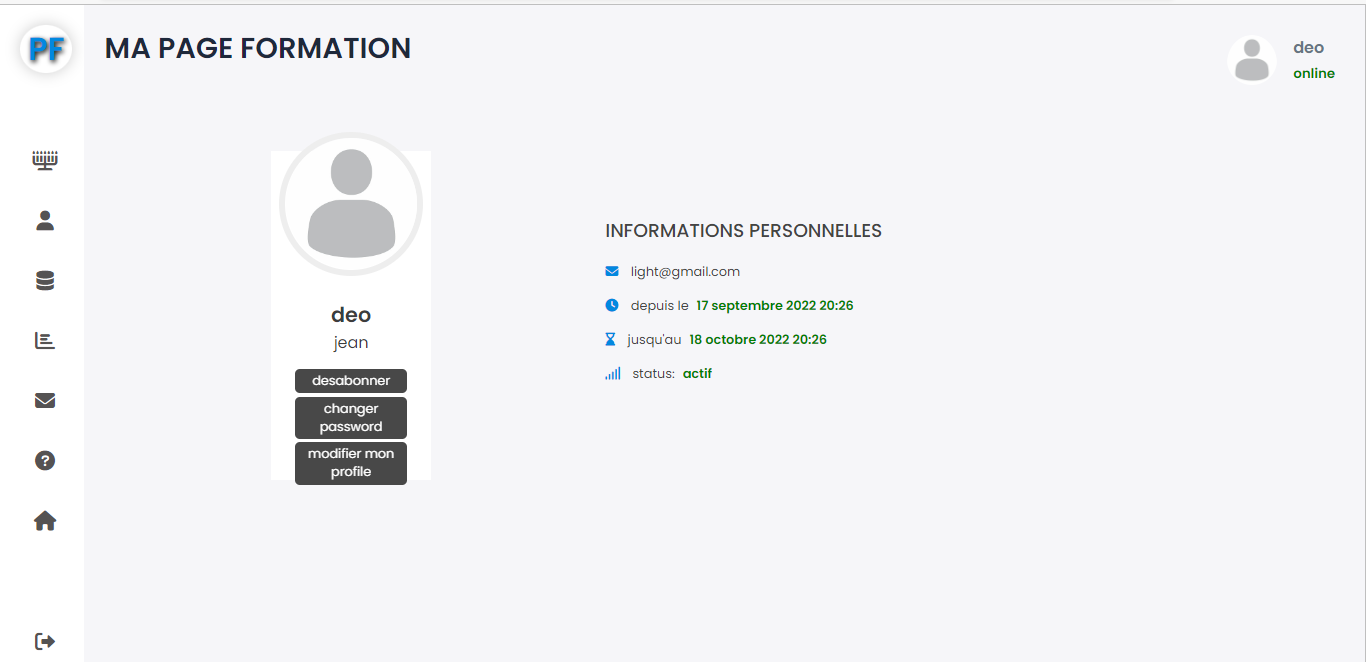 PF
MA PAGE FORMATION
deo
online
deo
jean
desabonner
changer
password
modifier mon
profile
INFORMATIONS PERSONNELLES
light@gmail.com
depuis le 17 septembre 2022 20:26
jusqu'au 18 octobre 2022 20:26
status: actif